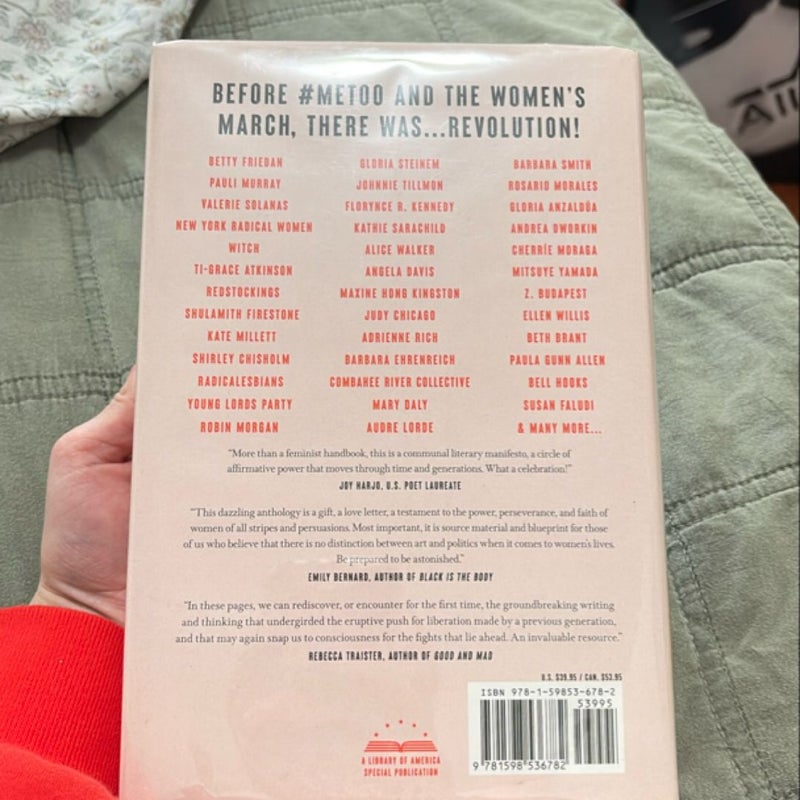 BEFORE #METOO AND THE WOMEN'S
MARCH, THERE WAS...REVOLUTION!
BETTY FRIEDAN
PAULI MURRAY
VALERIE SOLANAS
NEW YORK RADICAL WOMEN
WITCH
TI-GRACE ATKINSON
REDSTOCKINGS
SHULAMITH FIRESTONE
KATE MILLETT
SHIRLEY CHISHOLM
RADICALESBIANS
YOUNG LORDS PARTY
ROBIN MORGAN
GLORIA STEINEM
JOHNNIE TILLMON
FLORYNCE R. KENNEDY
KATHIE SARACHILD
ALICE WALKER
ANGELA DAVIS
MAXINE HONG KINGSTON
JUDY CHICAGO
ADRIENNE RICH
BARBARA EHRENREICH
COMBAHEE RIVER COLLECTIVE
MARY DALY
AUDRE LORDE
BARBARA SMITH
ROSARIO MORALES
GLORIA ANZALDÚA
ANDREA DWORKIN
CHERRÍE MORAGA
MITSUYE YAMADA
Z. BUDAPEST
ELLEN WILLIS
BETH BRANT
PAULA GUNN ALLEN
BELL HOOKS
SUSAN FALUDI
& MANY MORE...
"More than a feminist handbook, this is a communal literary manifesto, a circle of
affirmative power that moves through time and generations. What a celebration!"
JOY HARJO, U.S. POET LAUREATE
"This dazzling anthology is a gift, a love letter, a testament to the power, perseverance, and faith of
women of all stripes and persuasions. Most important, it is source material and blueprint for those
of us who believe that there is no distinction between art and politics when it comes to women's lives.
Be prepared to be astonished."
EMILY BERNARD, AUTHOR OF BLACK IS THE BODY
"In these pages, we can rediscover, or encounter for the first time, the groundbreaking writing
and thinking that undergirded the eruptive push for liberation made by a previous generation,
and that may again snap us to consciousness for the fights that lie ahead. An invaluable resource."
REBECCA TRAISTER, AUTHOR OF GOOD AND MAD
U.S. $39.95 / CAN. $53.95
ISBN 978-1-59853-678-2
53995
9 781598 536782
A LIBRARY OF AMERICA
SPECIAL PUBLICATION